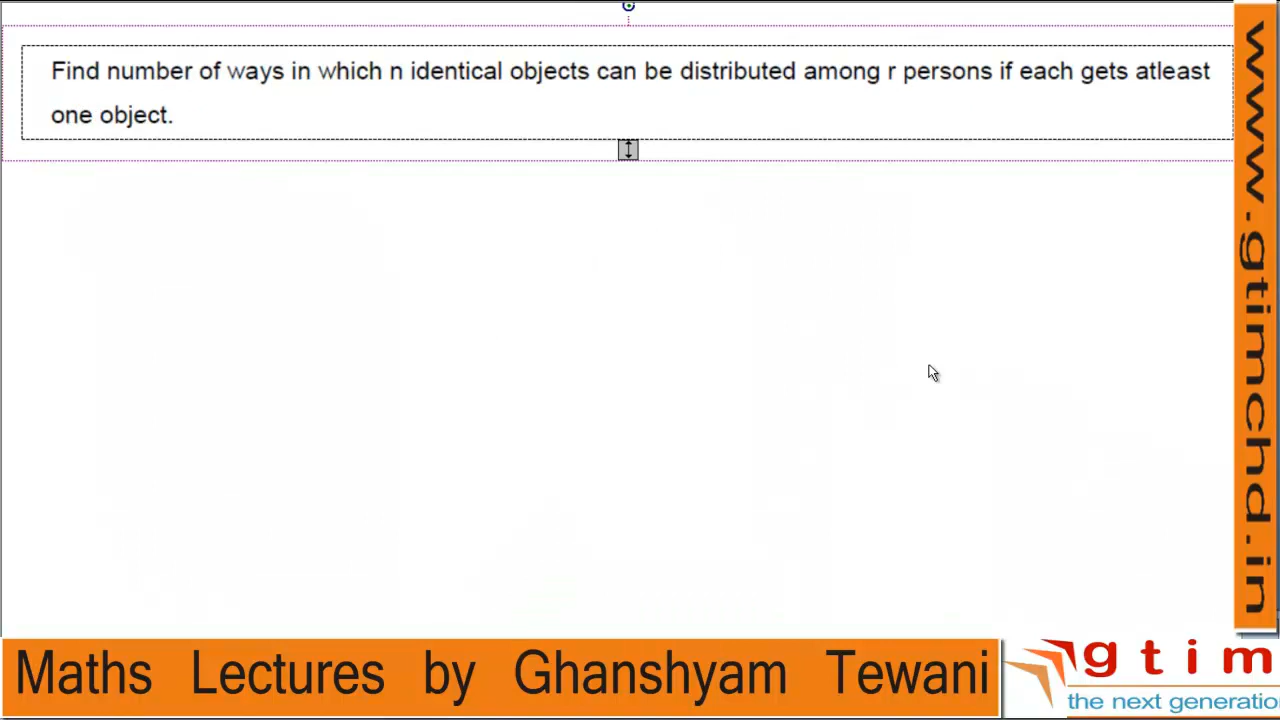 Find number of ways in which n identical objects can be distributed among r persons if each gets atleast
one object.
www.gtimchd.in
Maths Lectures by Ghanshyam Tewani
gtim
the next generatio